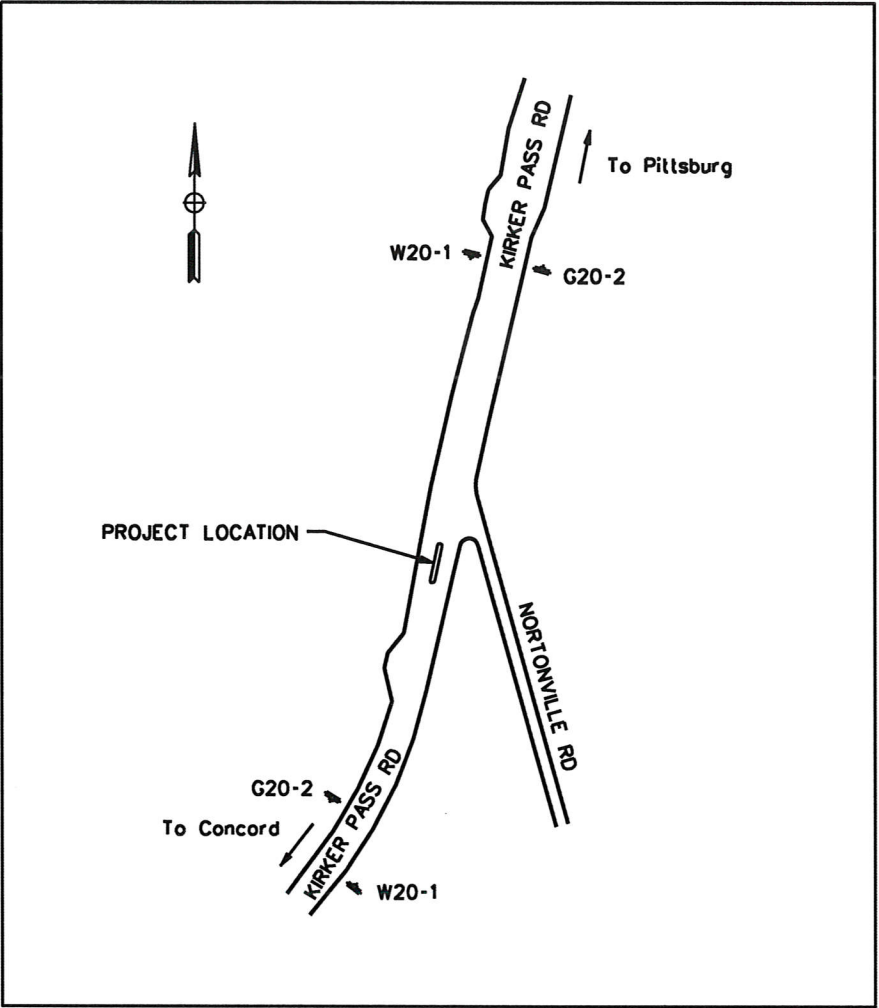 KIRKER PASS RD
To Pittsburg
W20-1
G20-2
PROJECT LOCATION
NORTONVILLE RD
G20-2
To Concord
KIRKER PASS RD
W20-1